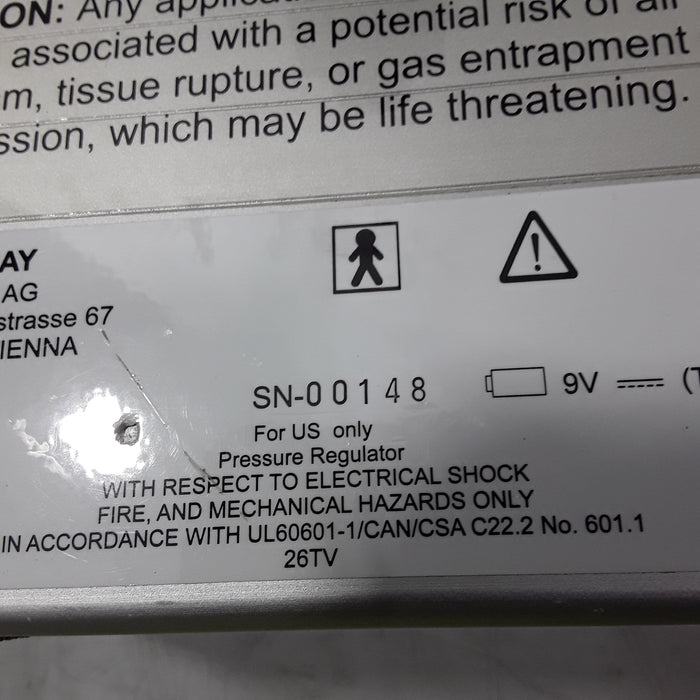 ON: Any
associated with a potential risk of
m, tissue rupture, or gas entrapment
ssion, which may be life threatening.
AY
AG
strasse 67
IENNA
SN-00148
9V
For US only
Pressure Regulator
WITH RESPECT TO ELECTRICAL SHOCK
FIRE, AND MECHANICAL HAZARDS ONLY
IN ACCORDANCE WITH UL60601-1/CAN/CSA C22.2 No. 601.1
26TV